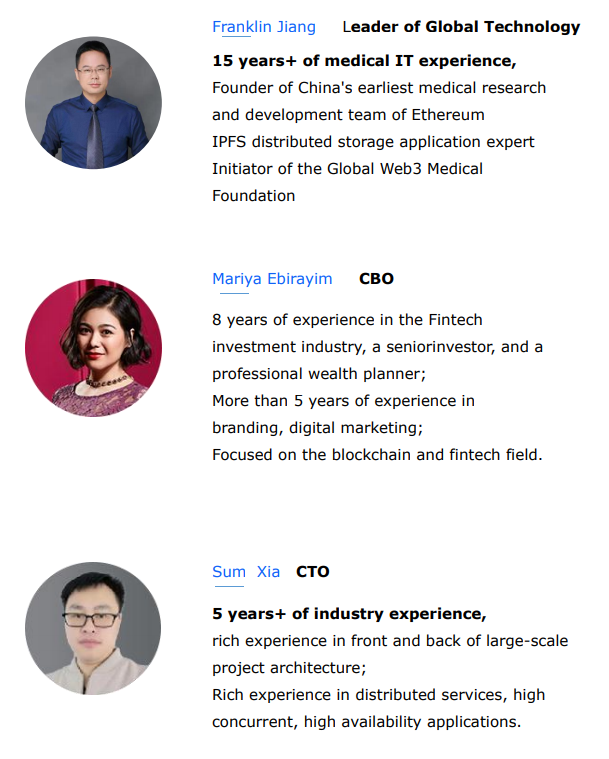 Franklin Jiang Leader of Global Technology
15 years+ of medical IT experience,
Founder of China's earliest medical research
and development team of Ethereum
IPFS distributed storage application expert
Initiator of the Global Web3 Medical
Foundation
Mariya Ebirayim CBO
8 years of experience in the Fintech
investment industry, a seniorinvestor, and a
professional wealth planner;
More than 5 years of experience in
branding, digital marketing;
Focused on the blockchain and fintech field.
Sum Xia CTO
5 years+ of industry experience,
rich experience in front and back of large-scale
project architecture;
Rich experience in distributed services, high
concurrent, high availability applications.